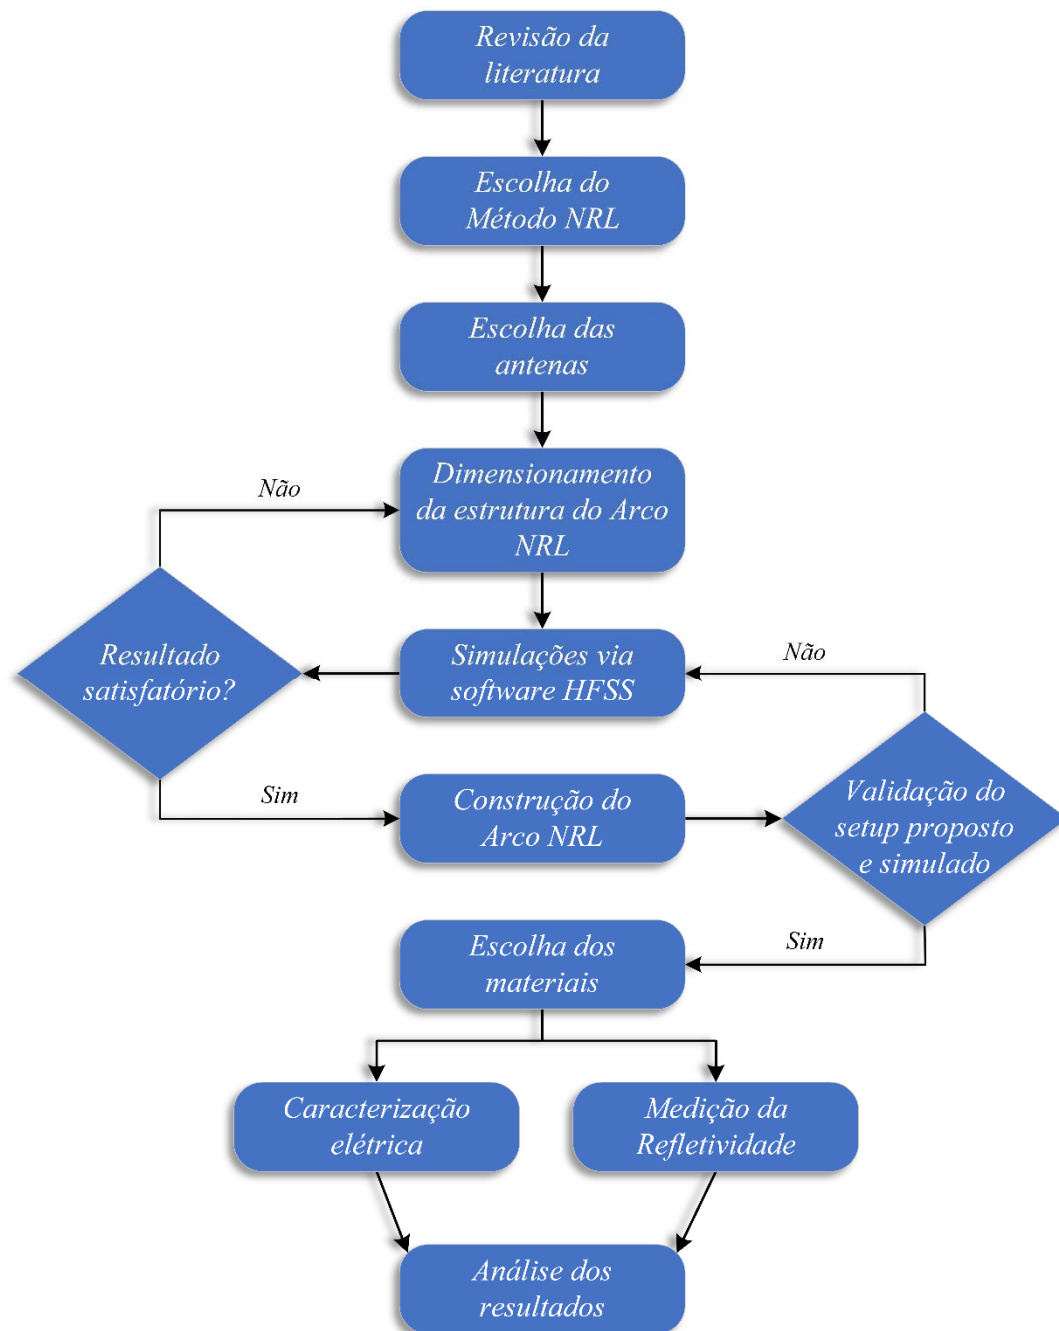 Revisão da
literatura
Escolha do
Método NRL
Escolha das
antenas
Dimensionamento
da estrutura do Arco
NRL
Não
Resultado
satisfatório?
Simulações via
software HFSS
Não
Sim
Construção do
Arco NRL
Validação do
setup proposto
e simulado
Escolha dos
materiais
Sim
Caracterização
elétrica
Medição da
Refletividade
Análise dos
resultados